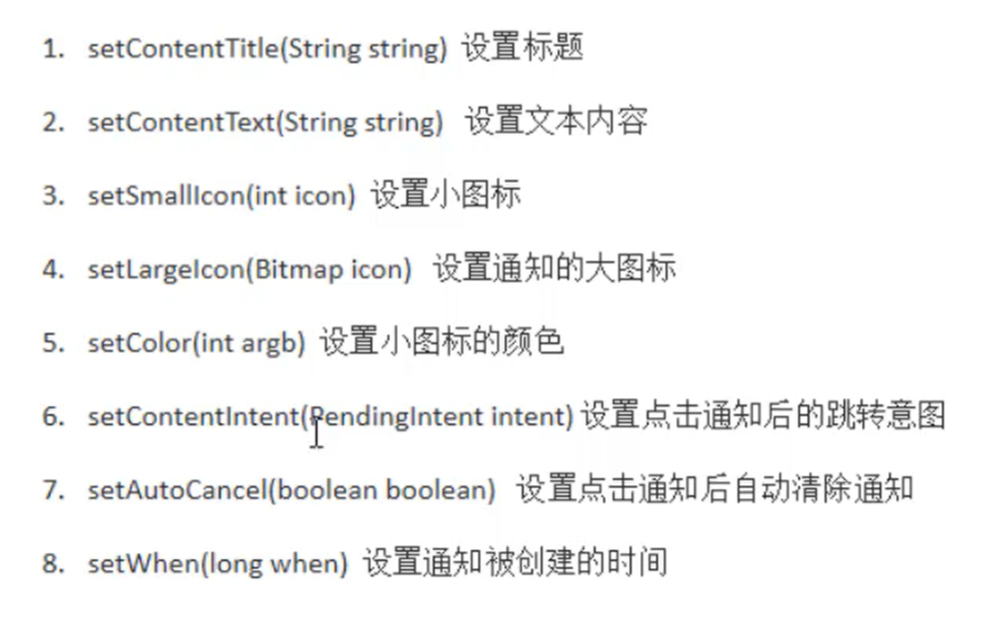 1. setContentTitle(String string) 设置标题
2. setContentText(String string) 设置文本内容
3. setSmallIcon(int icon) 设置小图标
4. setLargeIcon(Bitmap icon) 设置通知的大图标
5. setColor(int argb) 设置小图标的颜色
6. setContentIntent(PendingIntent intent) 设置点击通知后的跳转意图
7. setAutoCancel(boolean boolean) 设置点击通知后自动清除通知
8. setWhen(long when) 设置通知被创建的时间